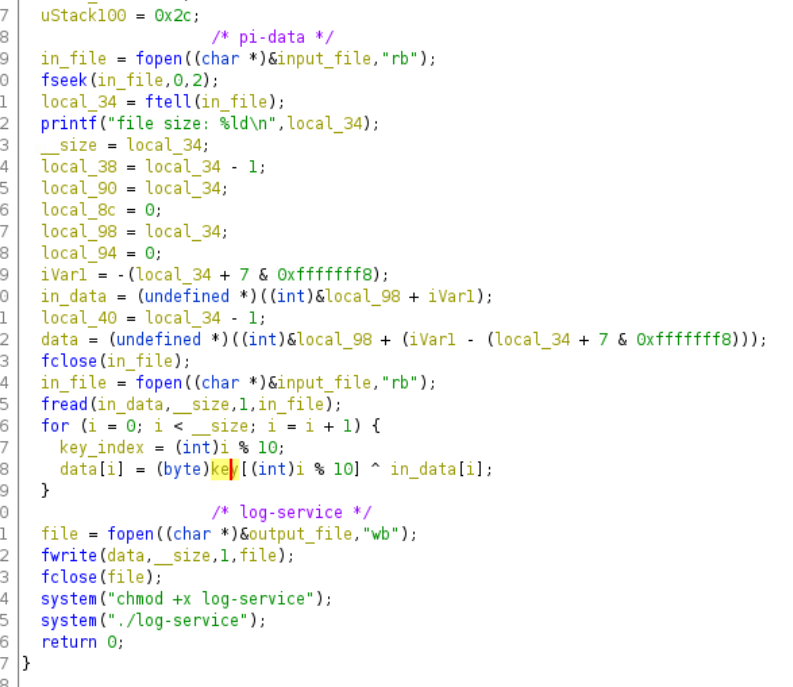 7 uStack100 = 0x2c;
8 /* pi-data */
9 in_file = fopen((char *)&input_file,"rb");
0 fseek(in_file,0,2);
1 local_34 = ftell(in_file);
2 printf("file size: %ld\n",local_34);
3 __size = local_34;
4 local_38 = local_34 - 1;
5 local_90 = local_34;
6 local_8c = 0;
7 local_98 = local_34;
8 local_94 = 0;
9 iVar1 = -(local_34 + 7 & 0xfffffff8);
0 in_data = (undefined *)((int)&local_98 + iVar1);
1 local_40 = local_34 - 1;
2 data = (undefined *)((int)&local_98 + (iVar1 - (local_34 + 7 & 0xfffffff8)));
3 fclose(in_file);
4 in_file = fopen((char *)&input_file,"rb");
5 fread(in_data,__size,1,in_file);
6 for (i = 0; i < __size; i = i + 1) {
7 key_index = (int)i % 10;
8 data[i] = (byte)key[(int)i % 10] ^ in_data[i];
9 }
0 /* log-service */
1 file = fopen((char *)&output_file,"wb");
2 fwrite(data,__size,1,file);
3 fclose(file);
4 system("chmod +x log-service");
5 system("./log-service");
6 return 0;
7 }
8